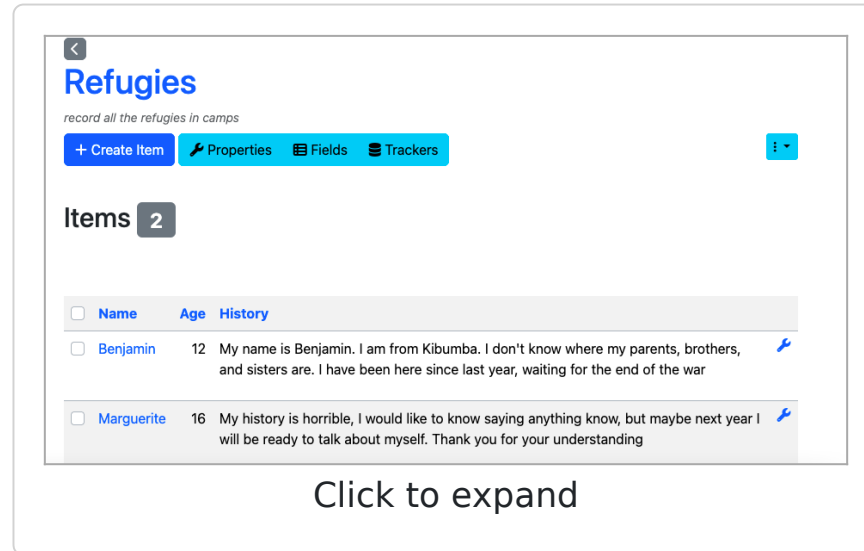 Refugies
record all the refugies in camps
+ Create Item Properties Fields Trackers
Items 2
Name Age History
Benjamin 12 My name is Benjamin. I am from Kibumba. I don't know where my parents, brothers,
and sisters are. I have been here since last year, waiting for the end of the war
Marguerite 16 My history is horrible, I would like to know saying anything know, but maybe next year I
will be ready to talk about myself. Thank you for your understanding
Click to expand